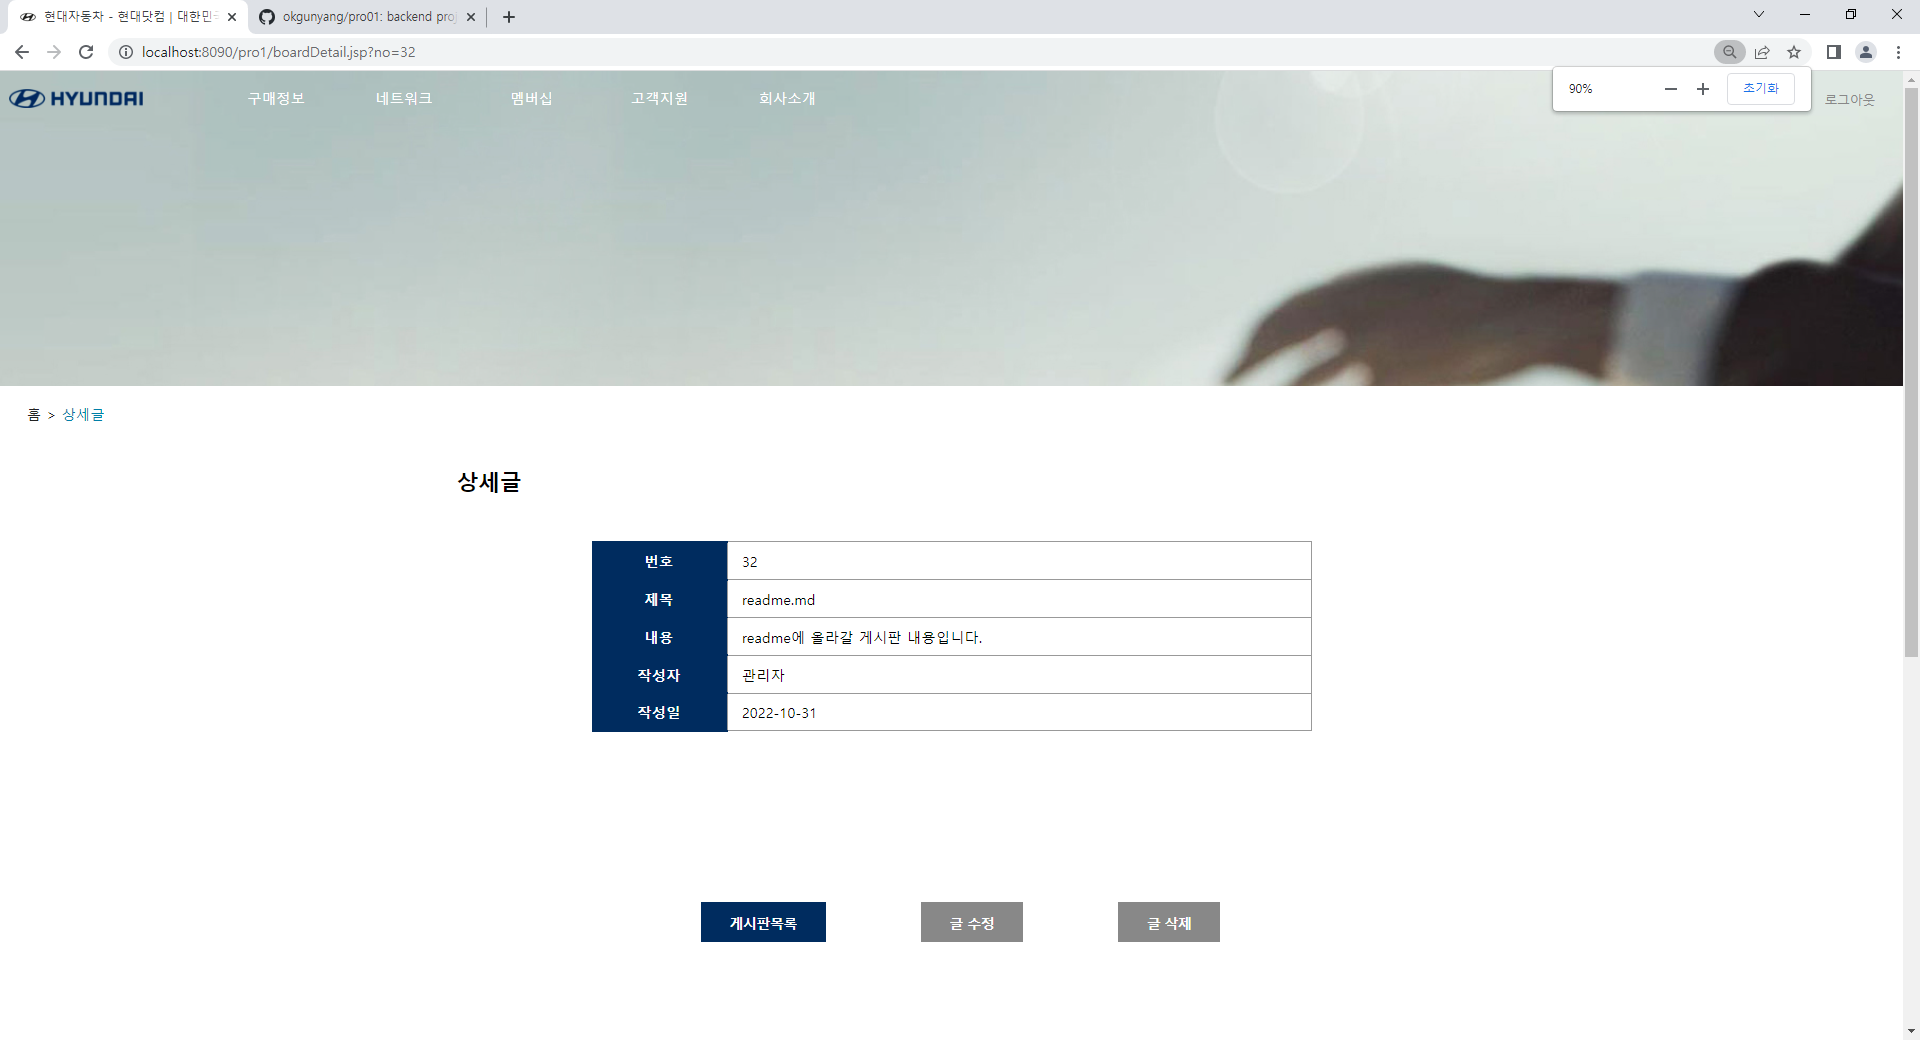 현대자동차 - 현대닷컴 | 대한민국
okgunyang/pro01: backend proj
localhost:8090/pro1/boardDetail.jsp?no=32
90%
초기화
HYUNDAI
구매정보
네트워크
멤버십
고객지원
회사소개
로그아웃
홈 > 상세글
상세글
번호 32
제목 readme.md
내용 readme에 올라갈 게시판 내용입니다.
작성자 관리자
작성일 2022-10-31
게시판목록
글 수정
글 삭제